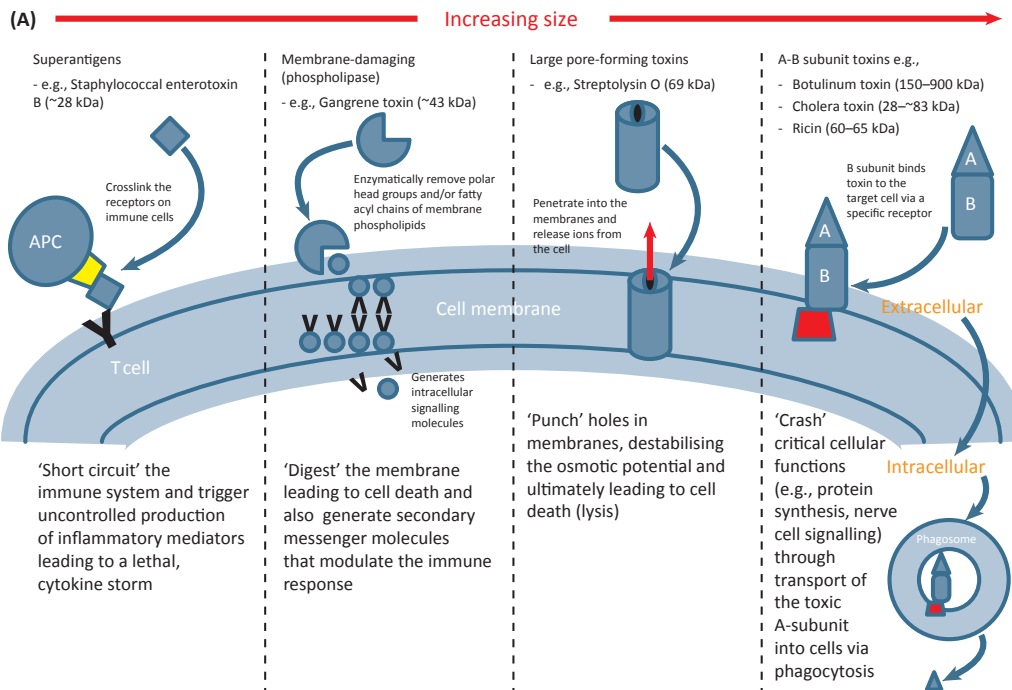 (A)
Increasing size
Superantigens
- e.g., Staphylococcal enterotoxin
B (~28 kDa)
Crosslink the
receptors on
immune cells
APC
T cell
'Short circuit' the
immune system and trigger
uncontrolled production
of inflammatory mediators
leading to a lethal,
cytokine storm
Membrane-damaging
(phospholipase)
- e.g., Gangrene toxin (~43 kDa)
Enzymatically remove polar
head groups and/or fatty
acyl chains of membrane
phospholipids
Cell membrane
Generates
intracellular
signalling
molecules
'Digest' the membrane
leading to cell death and
also generate secondary
messenger molecules
that modulate the immune
response
Large pore-forming toxins
- e.g., Streptolysin O (69 kDa)
Penetrate into the
membranes and
release ions from
the cell
'Punch' holes in
membranes, destabilising
the osmotic potential and
ultimately leading to cell
death (lysis)
A-B subunit toxins e.g.,
- Botulinum toxin (150–900 kDa)
- Cholera toxin (28–~83 kDa)
- Ricin (60–65 kDa)
B subunit binds
toxin to the
target cell via a
specific receptor
A
B
A
B
Extracellular
Intracellular
Phagosome
'Crash'
critical cellular
functions
(e.g., protein
synthesis, nerve
cell signalling)
through
transport of
the toxic
A-subunit
into cells via
phagocytosis